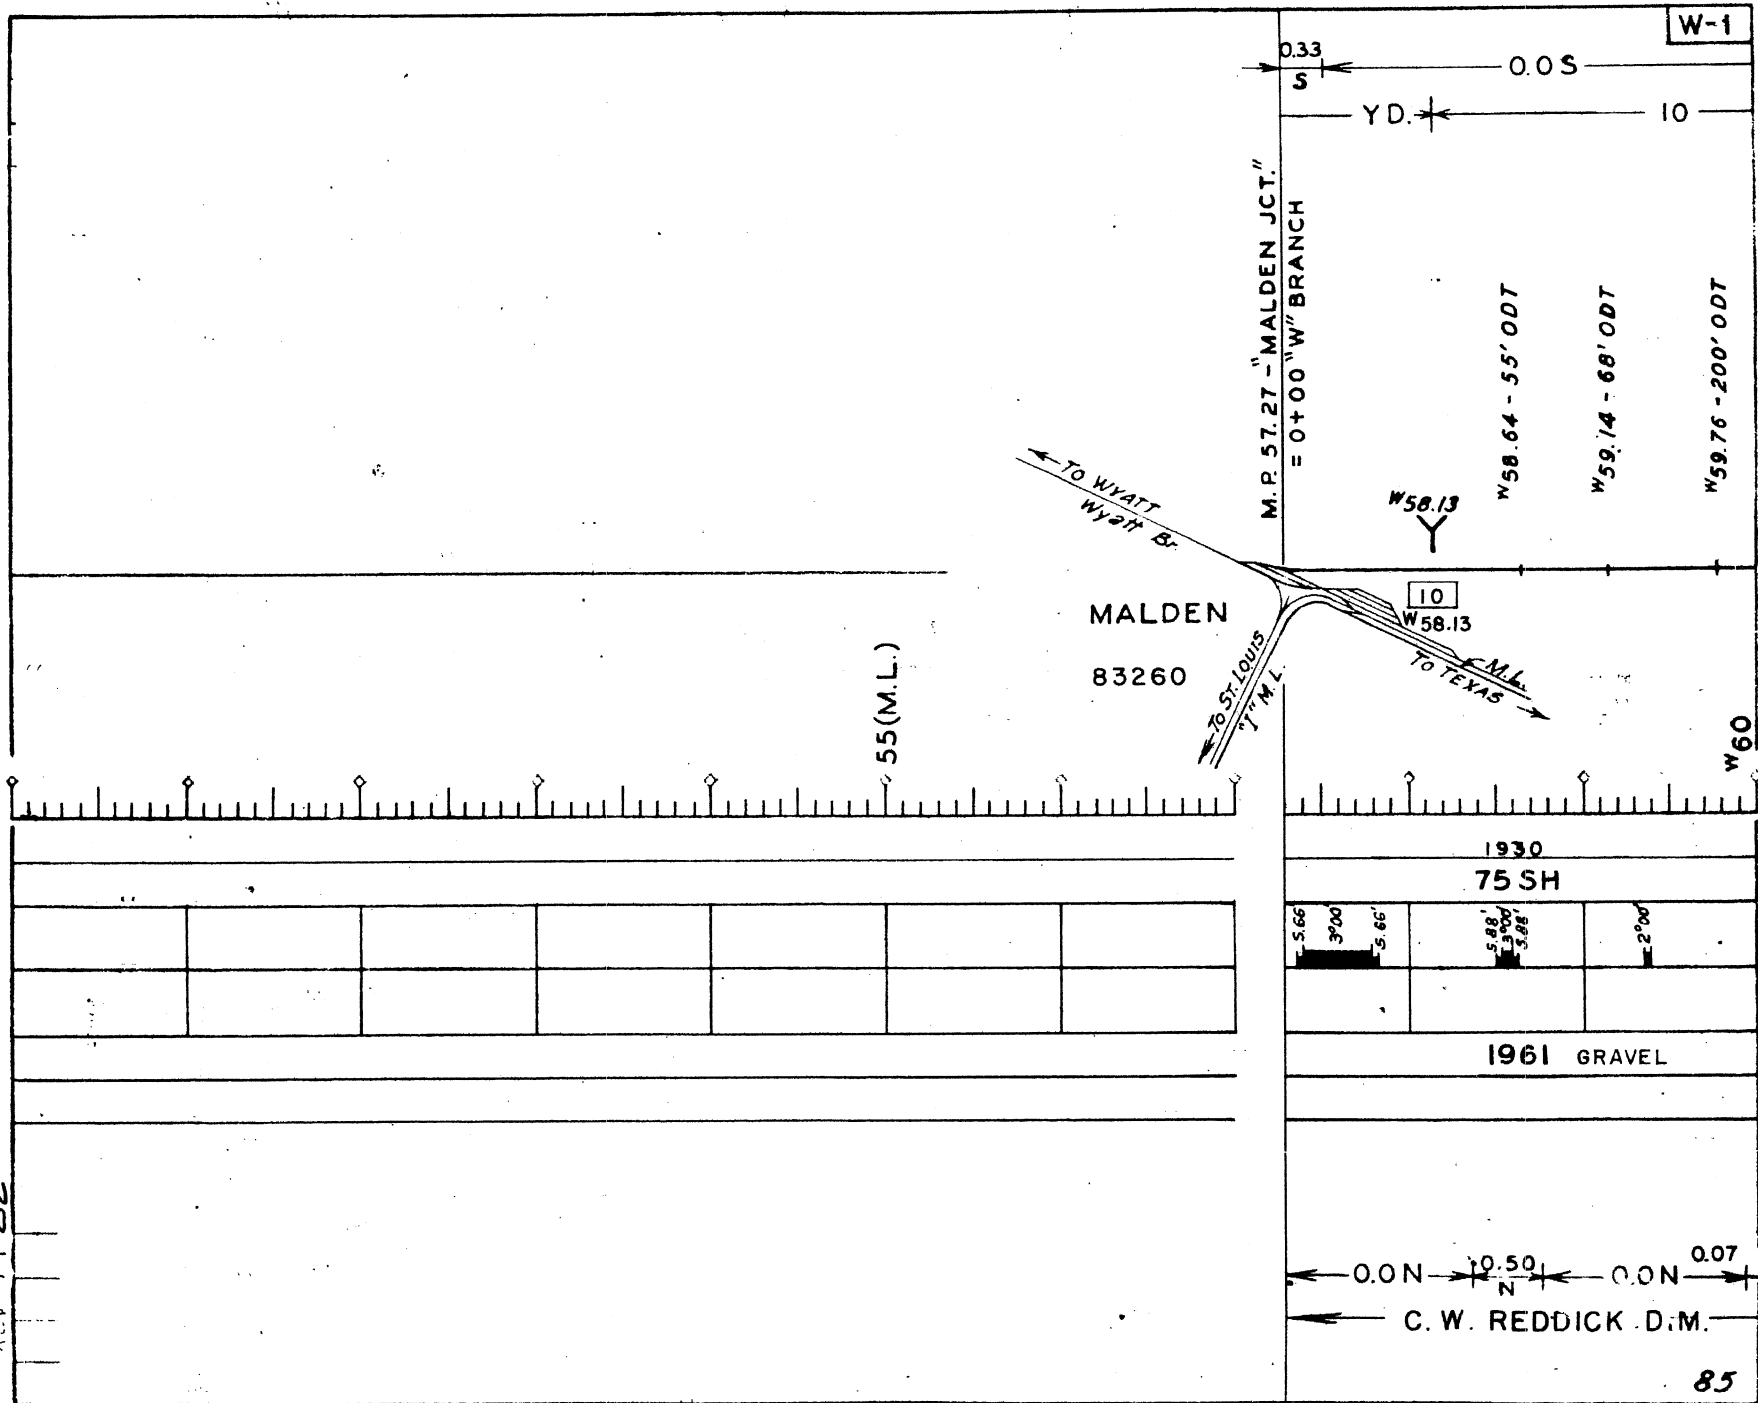 W-1
0.33
S
0.0 S
YD.
10
M.P. 57.27 - "MALDEN JCT."
= 0+00 "W" BRANCH
W58.64 - 55' ODT
W59.14 - 68' ODT
W59.76 - 200' ODT
To WYATT
Wyatt Br.
W58.13
MALDEN
83260
10
W58.13
To ST. LOUIS
"I" M.L.
To TEXAS
M.L.
55 (M.L.)
W60
1930
75 SH
5.66'
3°00'
5.66'
5.88'
3°00'
5.88'
2°00'
1961 GRAVEL
0.0 N
0.50
N
0.0 N
0.07
C. W. REDDICK D.M.
85